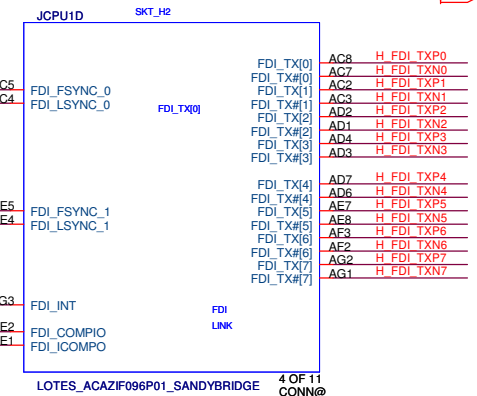 JCPU1D SKT_H2
FDI_TX[0] AC8 H_FDI_TXP0
FDI_TX#[0] AC7 H_FDI_TXN0
C5 FDI_FSYNC_0 FDI_TX[1] AC2 H_FDI_TXP1
C4 FDI_LSYNC_0 FDI_TX[0] FDI_TX#[1] AC3 H_FDI_TXN1
FDI_TX[2] AD2 H_FDI_TXP2
FDI_TX#[2] AD1 H_FDI_TXN2
FDI_TX[3] AD4 H_FDI_TXP3
FDI_TX#[3] AD3 H_FDI_TXN3
FDI_TX[4] AD7 H_FDI_TXP4
FDI_TX#[4] AD6 H_FDI_TXN4
E5 FDI_FSYNC_1 FDI_TX[5] AE7 H_FDI_TXP5
E4 FDI_LSYNC_1 FDI_TX#[5] AE8 H_FDI_TXN5
FDI_TX[6] AF3 H_FDI_TXP6
FDI_TX#[6] AF2 H_FDI_TXN6
FDI_TX[7] AG2 H_FDI_TXP7
FDI_TX#[7] AG1 H_FDI_TXN7
G3 FDI_INT FDI
E2 FDI_COMPIO LINK
E1 FDI_ICOMPO
LOTES_ACAZIF096P01_SANDYBRIDGE 4 OF 11
CONN@